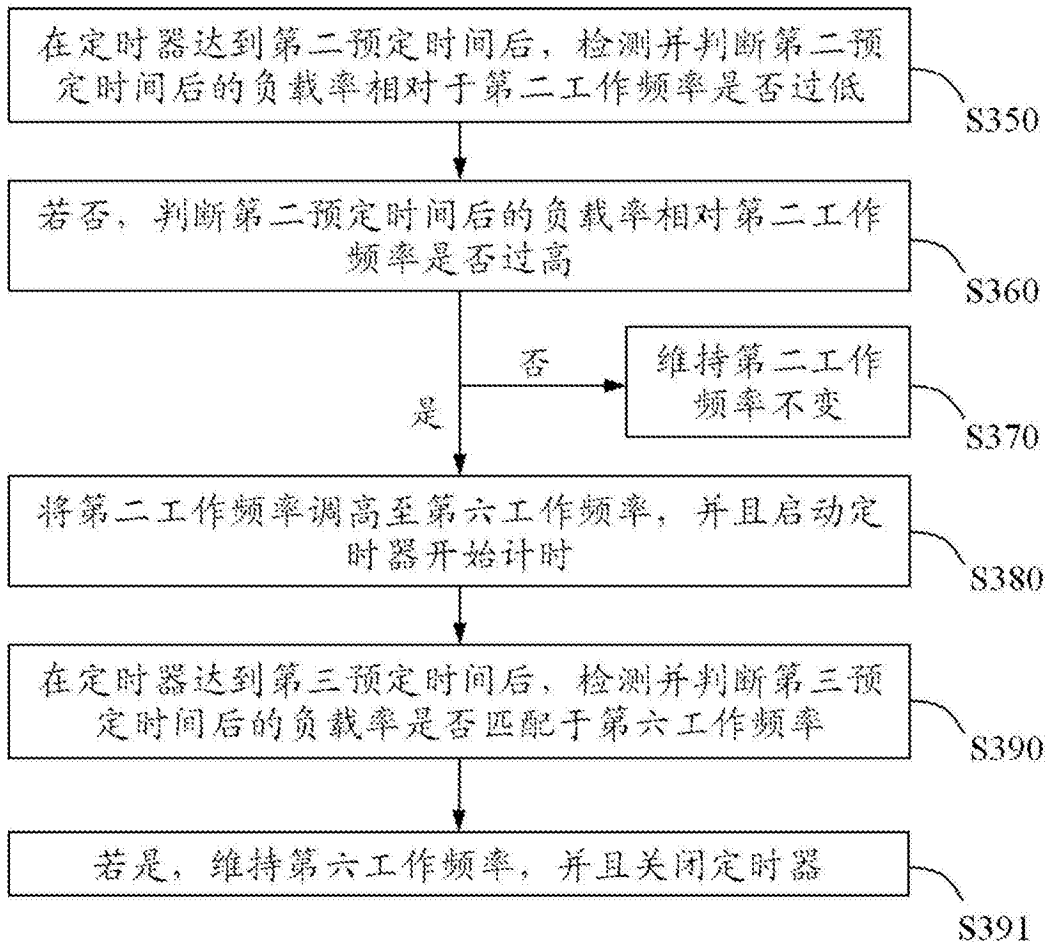 在定时器达到第二预定时间后，检测并判断第二预
定时间后的负载率相对于第二工作频率是否过低
S350
若否，判断第二预定时间后的负载率相对第二工作
频率是否过高
S360
否
维持第二工作
频率不变
S370
是
将第二工作频率调高至第六工作频率，并且启动定
时器开始计时
S380
在定时器达到第三预定时间后，检测并判断第三预
定时间后的负载率是否匹配于第六工作频率
S390
若是，维持第六工作频率，并且关闭定时器
S391